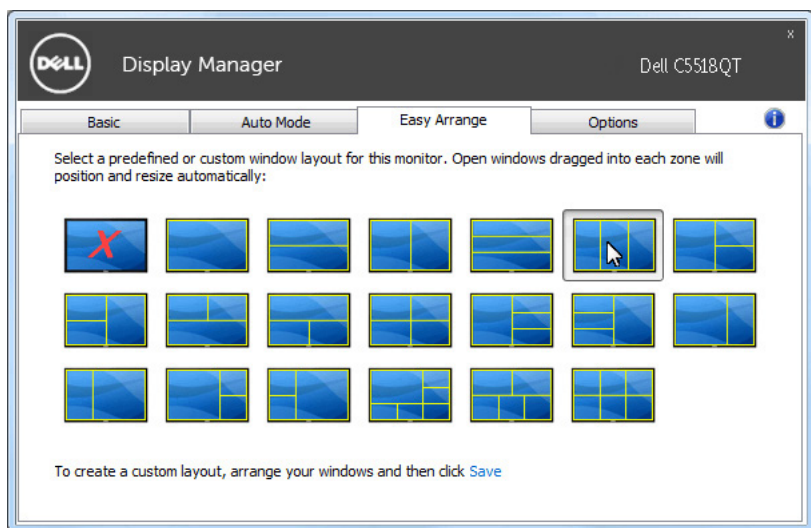 x
DELL
Display Manager
Dell C5518QT
Basic
Auto Mode
Easy Arrange
Options
i
Select a predefined or custom window layout for this monitor. Open windows dragged into each zone will
position and resize automatically:
X
To create a custom layout, arrange your windows and then click Save